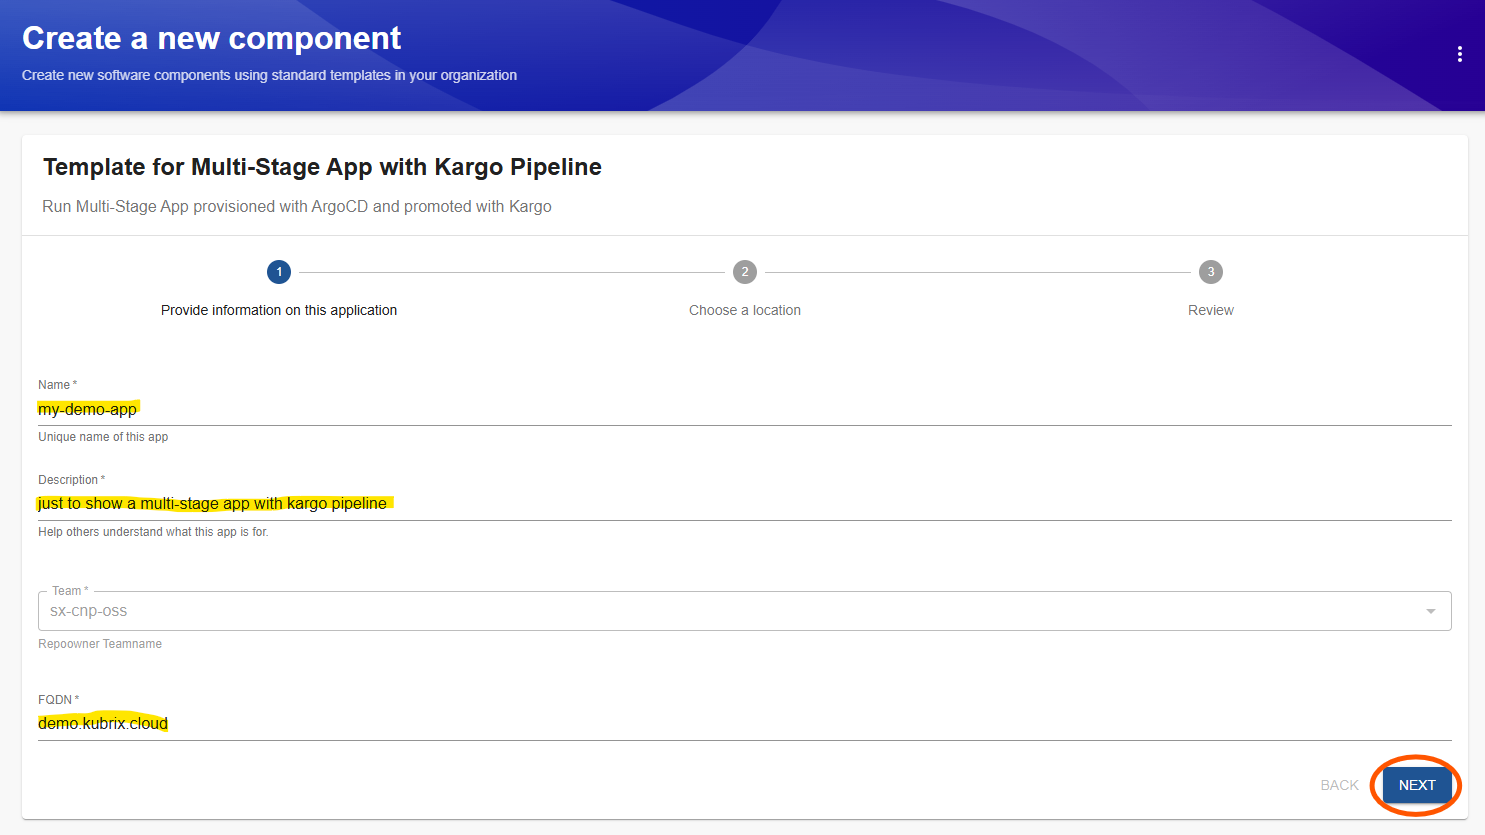 Create a new component
Create new software components using standard templates in your organization
Template for Multi-Stage App with Kargo Pipeline
Run Multi-Stage App provisioned with ArgoCD and promoted with Kargo
1
2
3
Provide information on this application
Choose a location
Review
Name *
my-demo-app
Unique name of this app
Description *
just to show a multi-stage app with kargo pipeline
Help others understand what this app is for.
Team *
sx-cnp-oss
Repoowner Teamname
FQDN *
demo.kubrix.cloud
BACK
NEXT